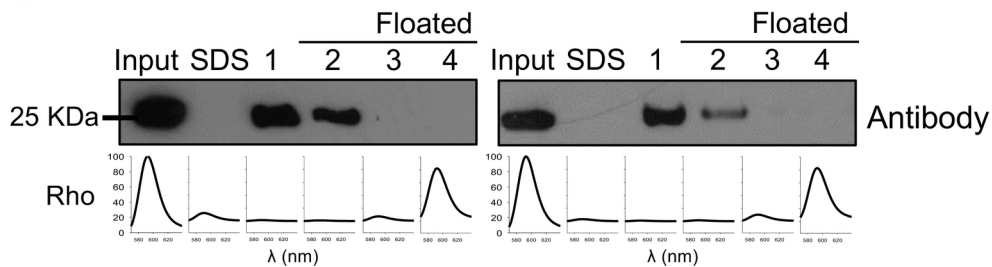 Floated Floated
Input SDS 1 2 3 4 Input SDS 1 2 3 4
25 KDa Antibody
100 100
80 80
60 60
Rho
40 40
20 20
0 0
580 600 620 580 600 620 580 600 620 580 600 620 580 600 620 580 600 620 580 600 620 580 600 620 580 600 620 580 600 620 580 600 620 580 600 620
λ (nm) λ (nm)